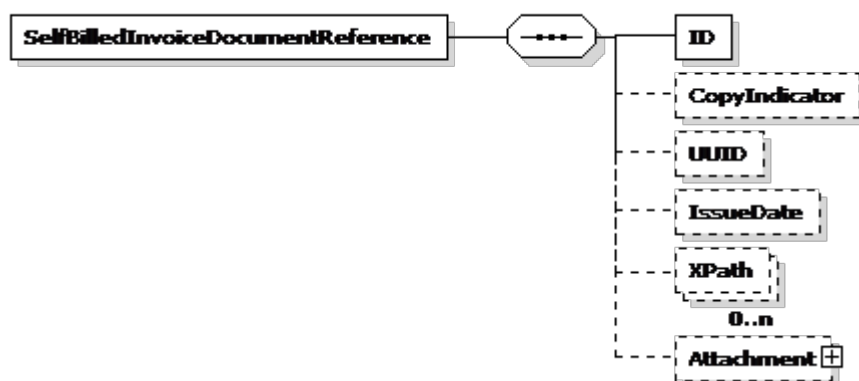 SelfBilledInvoiceDocumentReference
ID
CopyIndicator
UUID
IssueDate
XPath
0..n
Attachment